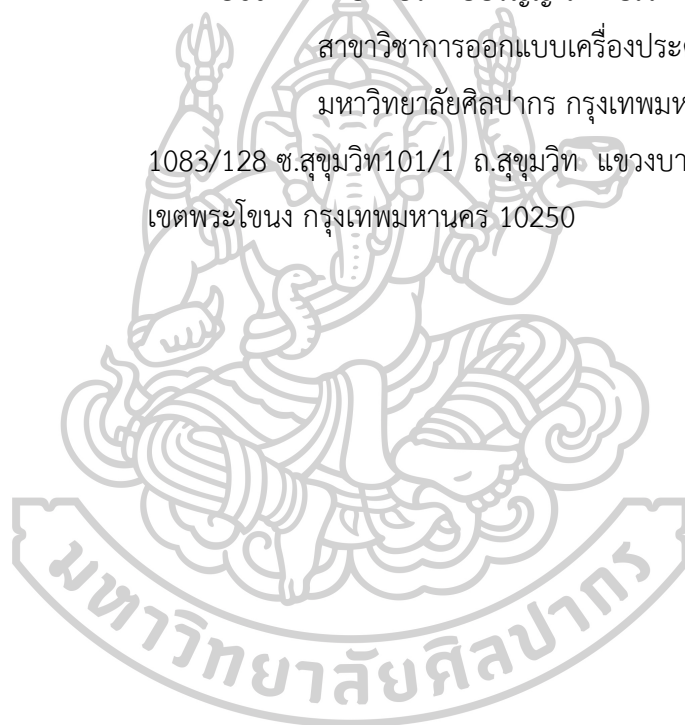 สาขาวิชาการออกแบบเครื่องประ
มหาวิทยาลัยศิลปากร กรุงเทพมห
1083/128 ซ.สุขุมวิท101/1 ถ.สุขุมวิท แขวงบา
เขตพระโขนง กรุงเทพมหานคร 10250
มหาวิทยาลัยศิลปากร